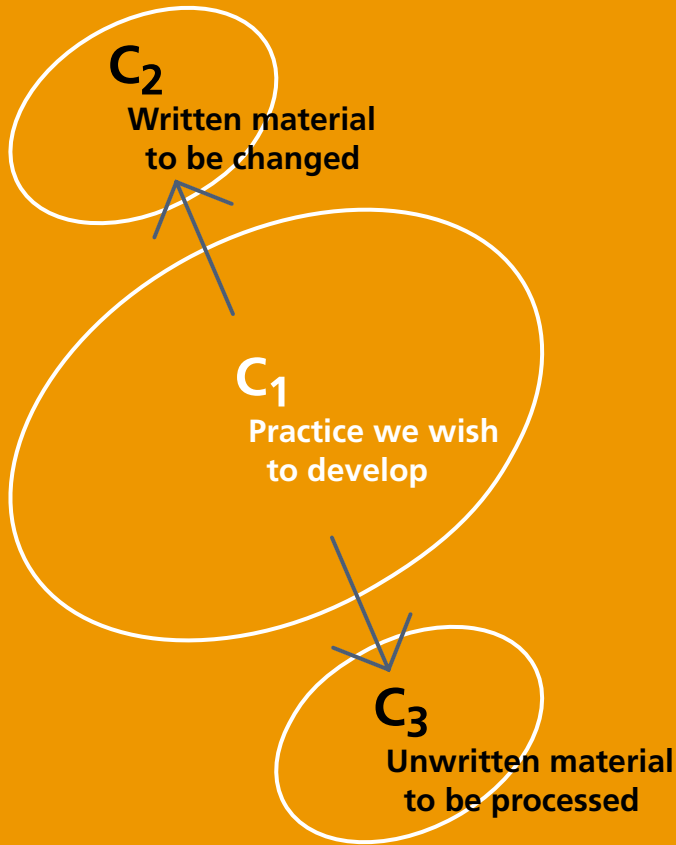 C₂
Written material
to be changed
C₁
Practice we wish
to develop
C₃
Unwritten material
to be processed